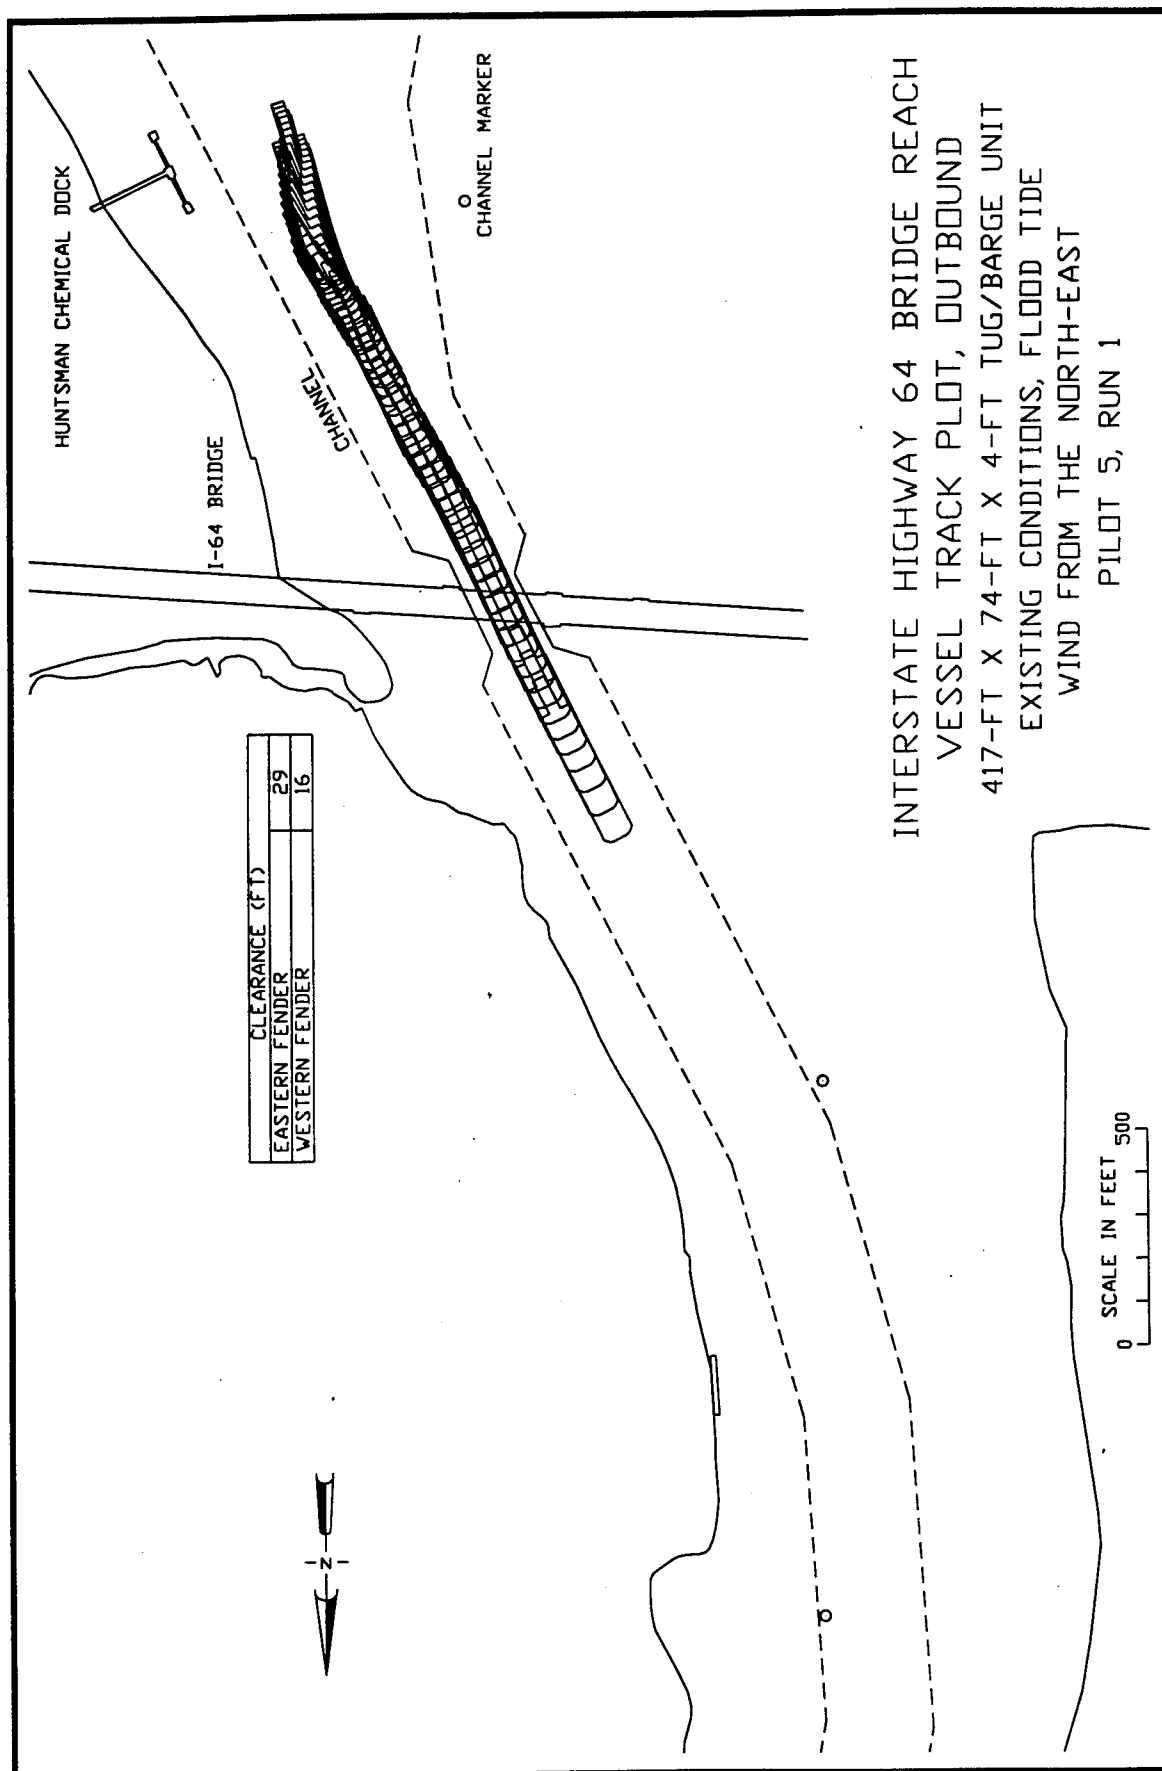 HUNTSMAN CHEMICAL DOCK
I-64 BRIDGE
CHANNEL
CHANNEL MARKER
CLEARANCE (FT)
EASTERN FENDER 29
WESTERN FENDER 16
-N-
SCALE IN FEET
0 500
INTERSTATE HIGHWAY 64 BRIDGE REACH
VESSEL TRACK PLOT, OUTBOUND
417-FT X 74-FT X 4-FT TUG/BARGE UNIT
EXISTING CONDITIONS, FLOOD TIDE
WIND FROM THE NORTH-EAST
PILOT 5, RUN 1